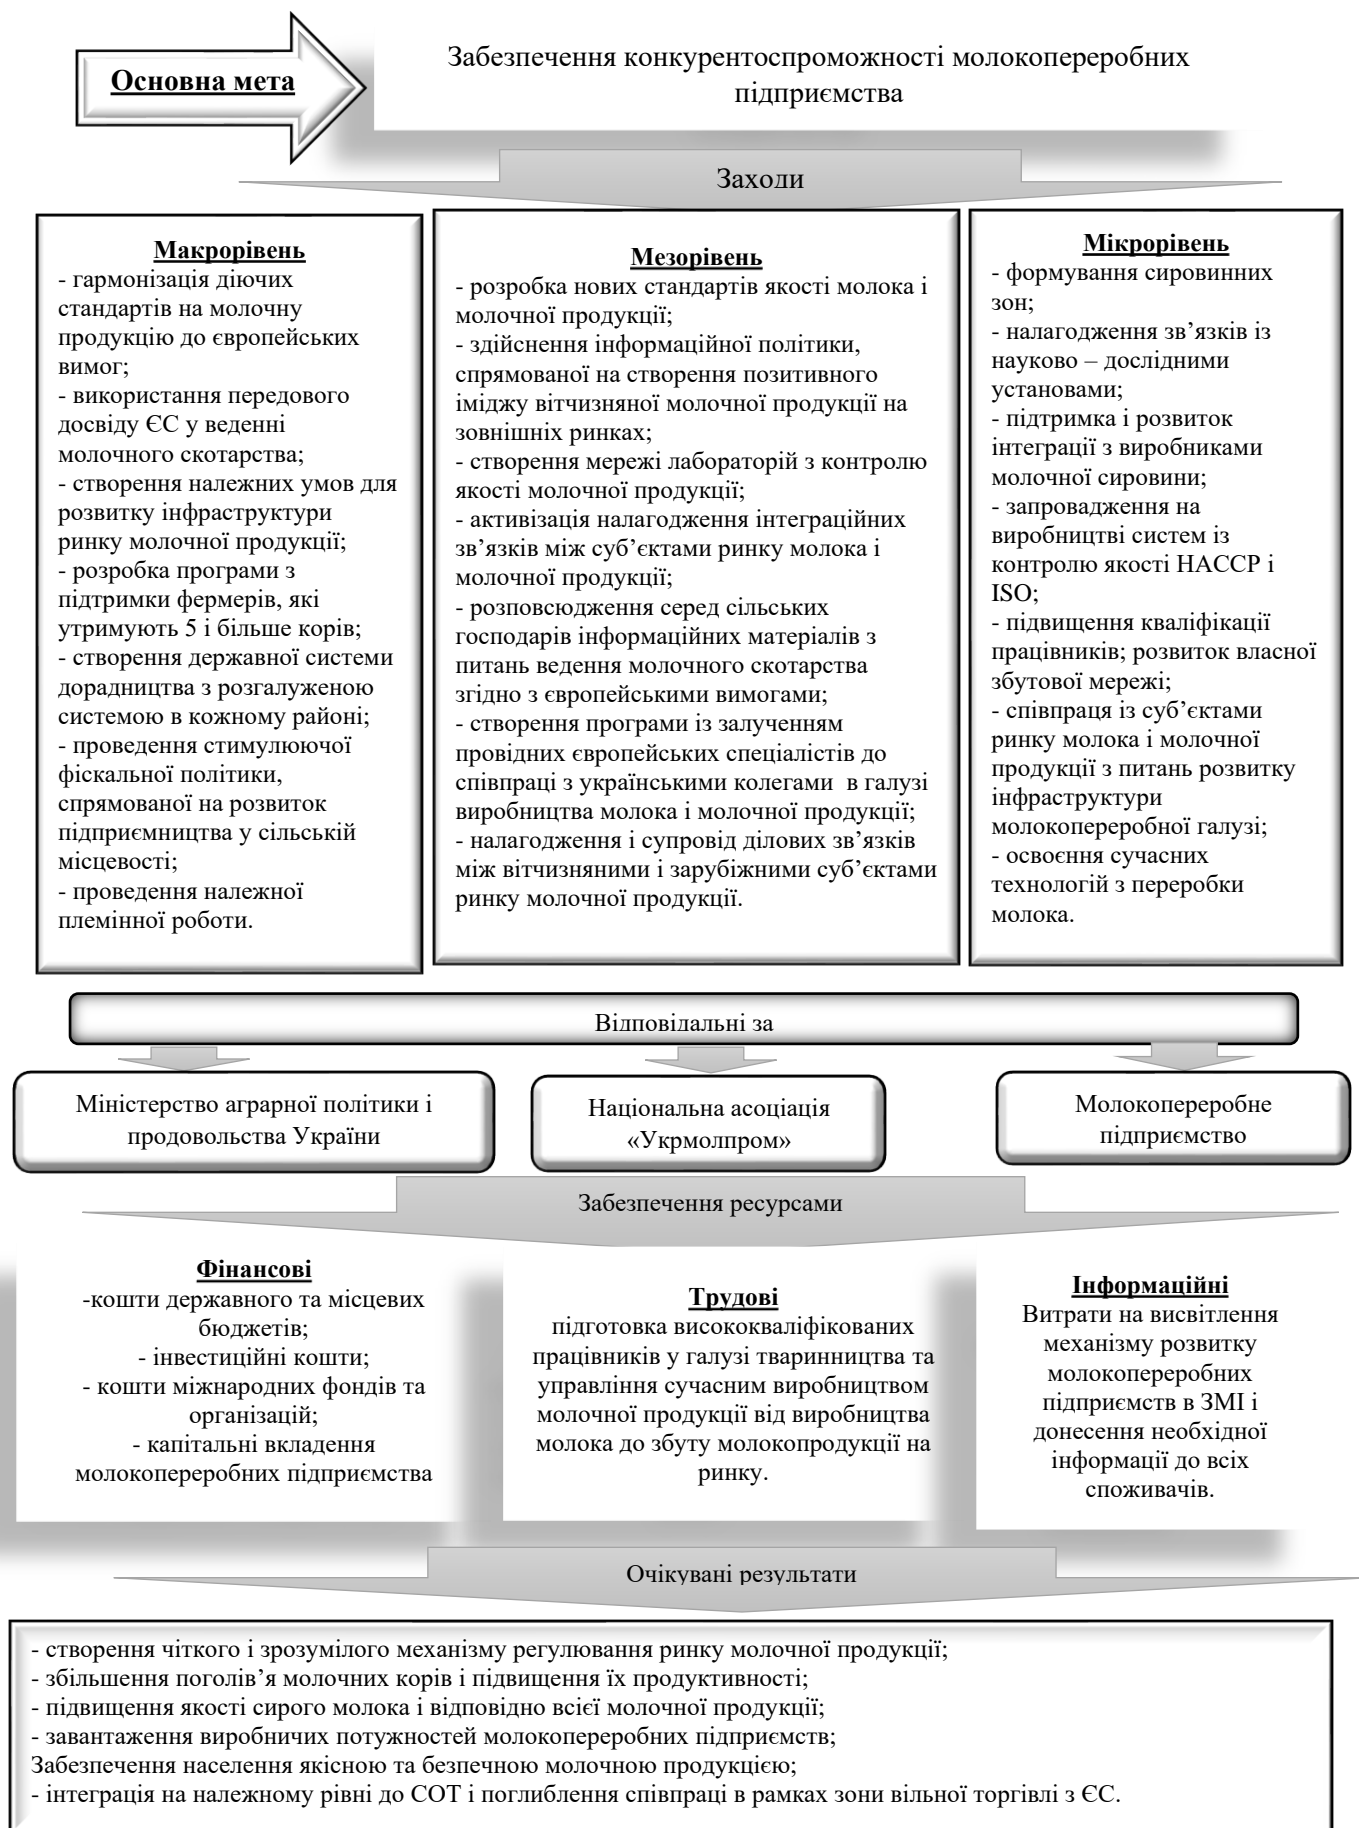 Основна мета
Забезпечення конкурентоспроможності молокопереробних
підприємства
Заходи
Макрорівень
- гармонізація діючих
стандартів на молочну
продукцію до європейських
вимог;
- використання передового
досвіду ЄС у веденні
молочного скотарства;
- створення належних умов для
розвитку інфраструктури
ринку молочної продукції;
- розробка програми з
підтримки фермерів, які
утримують 5 і більше корів;
- створення державної системи
дорадництва з розгалуженою
системою в кожному районі;
- проведення стимулюючої
фіскальної політики,
спрямованої на розвиток
підприємництва у сільській
місцевості;
- проведення належної
племінної роботи.
Мезорівень
- розробка нових стандартів якості молока і
молочної продукції;
- здійснення інформаційної політики,
спрямованої на створення позитивного
іміджу вітчизняної молочної продукції на
зовнішніх ринках;
- створення мережі лабораторій з контролю
якості молочної продукції;
- активізація налагодження інтеграційних
зв’язків між суб’єктами ринку молока і
молочної продукції;
- розповсюдження серед сільських
господарів інформаційних матеріалів з
питань ведення молочного скотарства
згідно з європейськими вимогами;
- створення програми із залученням
провідних європейських спеціалістів до
співпраці з українськими колегами  в галузі
виробництва молока і молочної продукції;
- налагодження і супровід ділових зв’язків
між вітчизняними і зарубіжними суб’єктами
ринку молочної продукції.
Мікрорівень
- формування сировинних
зон;
- налагодження зв’язків із
науково – дослідними
установами;
- підтримка і розвиток
інтеграції з виробниками
молочної сировини;
- запровадження на
виробництві систем із
контролю якості НАССР і
ISO;
- підвищення кваліфікації
працівників; розвиток власної
збутової мережі;
- співпраця із суб’єктами
ринку молока і молочної
продукції з питань розвитку
інфраструктури
молокопереробної галузі;
- освоєння сучасних
технологій з переробки
молока.
Відповідальні за
Міністерство аграрної політики і
продовольства України
Національна асоціація
«Укрмолпром»
Молокопереробне
підприємство
Забезпечення ресурсами
Фінансові
-кошти державного та місцевих
бюджетів;
- інвестиційні кошти;
- кошти міжнародних фондів та
організацій;
- капітальні вкладення
молокопереробних підприємства
Трудові
підготовка висококваліфікованих
працівників у галузі тваринництва та
управління сучасним виробництвом
молочної продукції від виробництва
молока до збуту молокопродукції на
ринку.
Інформаційні
Витрати на висвітлення
механізму розвитку
молокопереробних
підприємств в ЗМІ і
донесення необхідної
інформації до всіх
споживачів.
Очікувані результати
- створення чіткого і зрозумілого механізму регулювання ринку молочної продукції;
- збільшення поголів’я молочних корів і підвищення їх продуктивності;
- підвищення якості сирого молока і відповідно всієї молочної продукції;
- завантаження виробничих потужностей молокопереробних підприємств;
Забезпечення населення якісною та безпечною молочною продукцією;
- інтеграція на належному рівні до СОТ і поглиблення співпраці в рамках зони вільної торгівлі з ЄС.